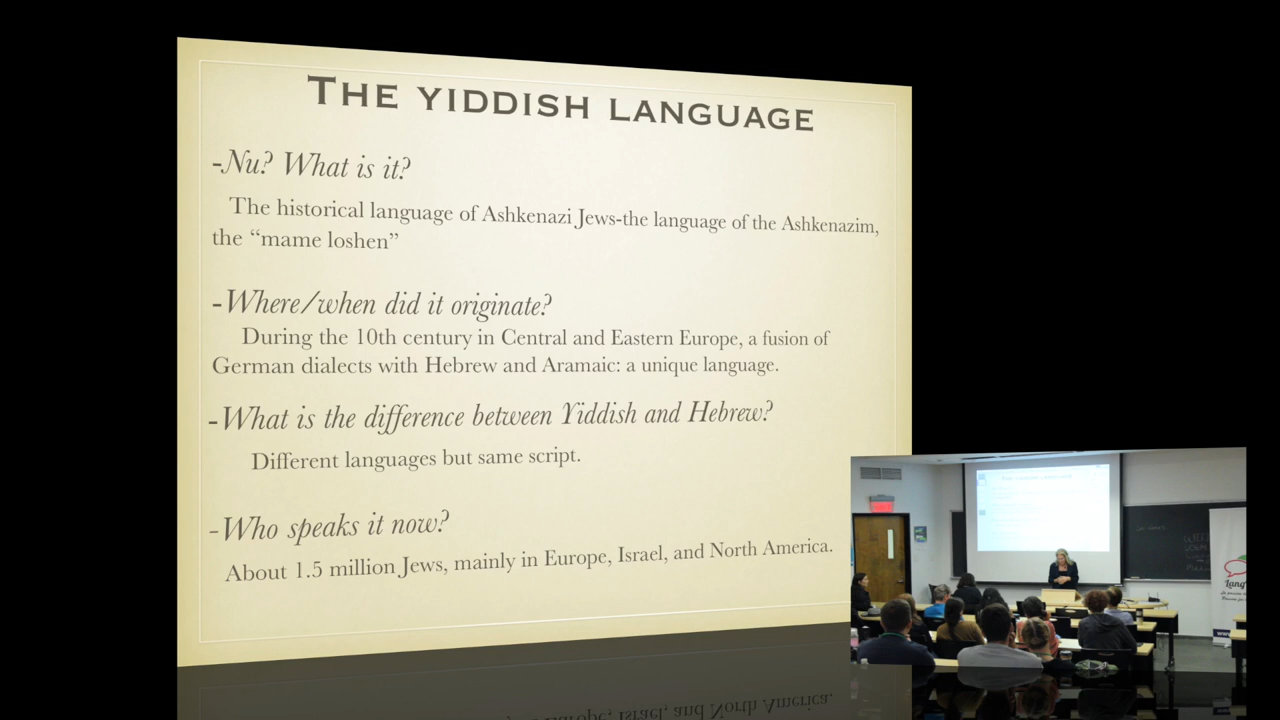 THE YIDDISH LANGUAGE
-Nu? What is it?
The historical language of Ashkenazi Jews-the language of the Ashkenazim,
the “mame loshen”
-Where/when did it originate?
During the 10th century in Central and Eastern Europe, a fusion of
German dialects with Hebrew and Aramaic: a unique language.
-What is the difference between Yiddish and Hebrew?
Different languages but same script.
-Who speaks it now?
About 1.5 million Jews, mainly in Europe, Israel, and North America.
Lang